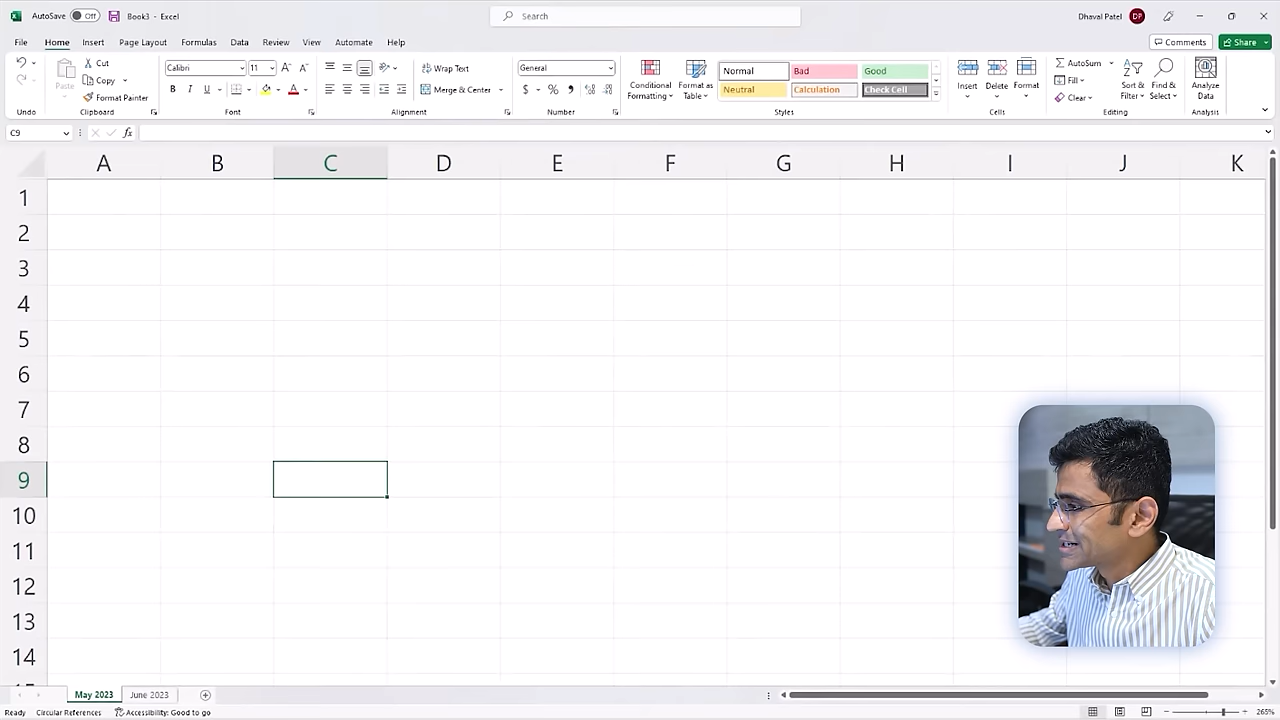 AutoSave Off Book3 - Excel Search Dhaval Patel DP
File Home Insert Page Layout Formulas Data Review View Automate Help Comments Share
Undo
Paste Cut Copy Format Painter
Clipboard
Calibri 11 A A
B I U A
Font
ab Wrap Text
Merge & Center
Alignment
General
$ % 9
Number
Conditional Formatting Format as Table
Normal Bad Good
Neutral Calculation Check Cell
Styles
Insert Delete Format
Cells
AutoSum
Fill
Clear
Sort & Filter Find & Select
Editing
Analyze Data
Analysis
C9 fx
A B C D E F G H I J K
1
2
3
4
5
6
7
8
9
10
11
12
13
14
May 2023 June 2023
Ready Circular References Accessibility: Good to go 265%